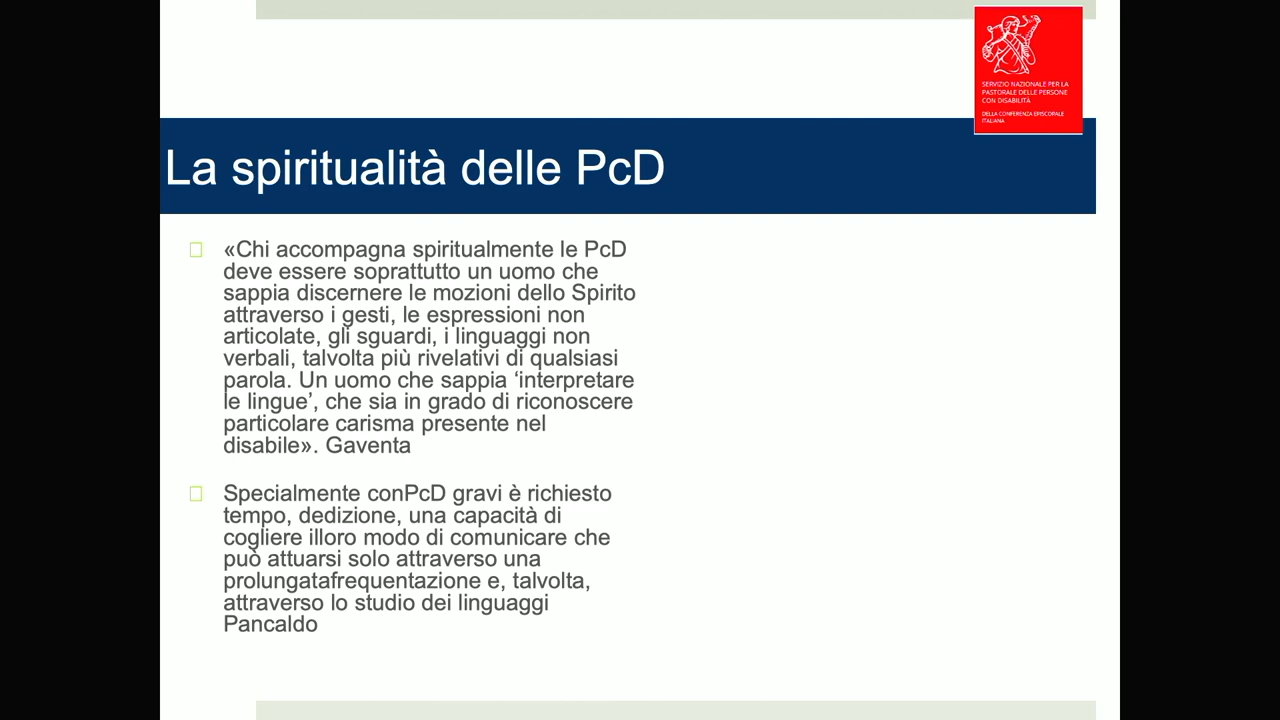 SERVIZIO NAZIONALE PER LA
PASTORALE DELLE PERSONE
CON DISABILITÀ
DELLA CONFERENZA EPISCOPALE
ITALIANA
La spiritualità delle PcD
«Chi accompagna spiritualmente le PcD
deve essere soprattutto un uomo che
sappia discernere le mozioni dello Spirito
attraverso i gesti, le espressioni non
articolate, gli sguardi, i linguaggi non
verbali, talvolta più rivelativi di qualsiasi
parola. Un uomo che sappia ‘interpretare
le lingue’, che sia in grado di riconoscere
particolare carisma presente nel
disabile». Gaventa
Specialmente conPcD gravi è richiesto
tempo, dedizione, una capacità di
cogliere illoro modo di comunicare che
può attuarsi solo attraverso una
prolungatafrequentazione e, talvolta,
attraverso lo studio dei linguaggi
Pancaldo